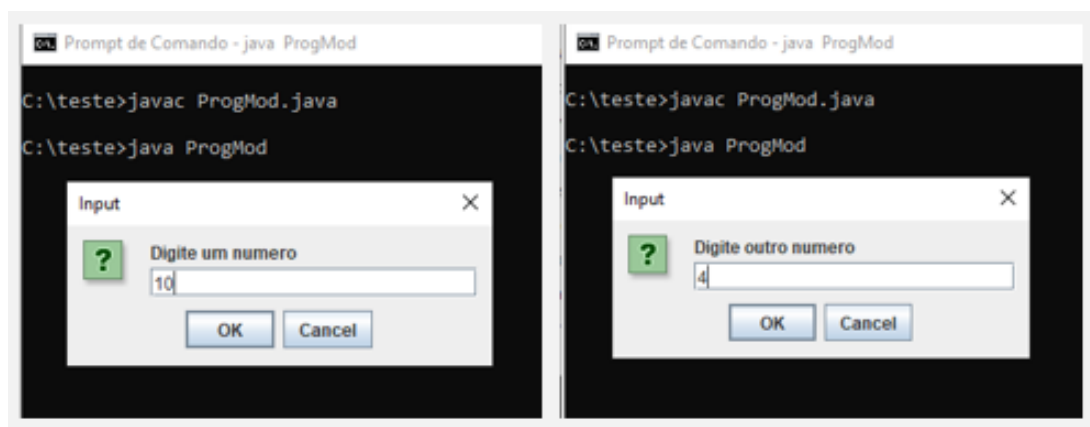 Prompt de Comando - java ProgMod
C:\teste>javac ProgMod.java
C:\teste>java ProgMod
Input
Digite um numero
10
OK Cancel
Prompt de Comando - java ProgMod
C:\teste>javac ProgMod.java
C:\teste>java ProgMod
Input
Digite outro numero
4
OK Cancel